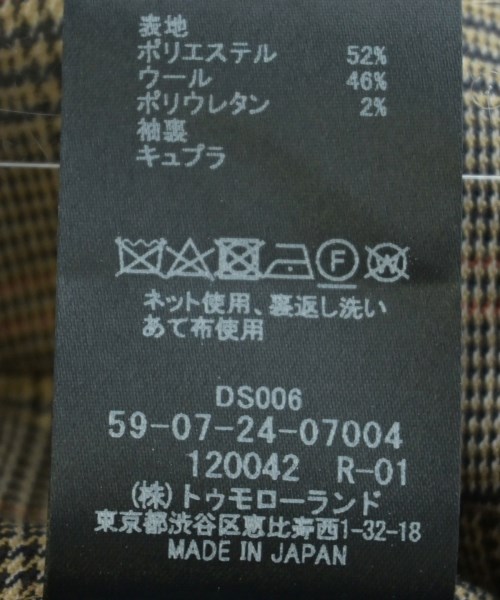 表地
ポリエステル 52%
ウール 46%
ポリウレタン 2%
袖裏
キュプラ
F W
ネット使用、裏返し洗い
あて布使用
DS006
59-07-24-07004
120042 R-01
(株)トゥモローランド
東京都渋谷区恵比寿西1-32-18
MADE IN JAPAN